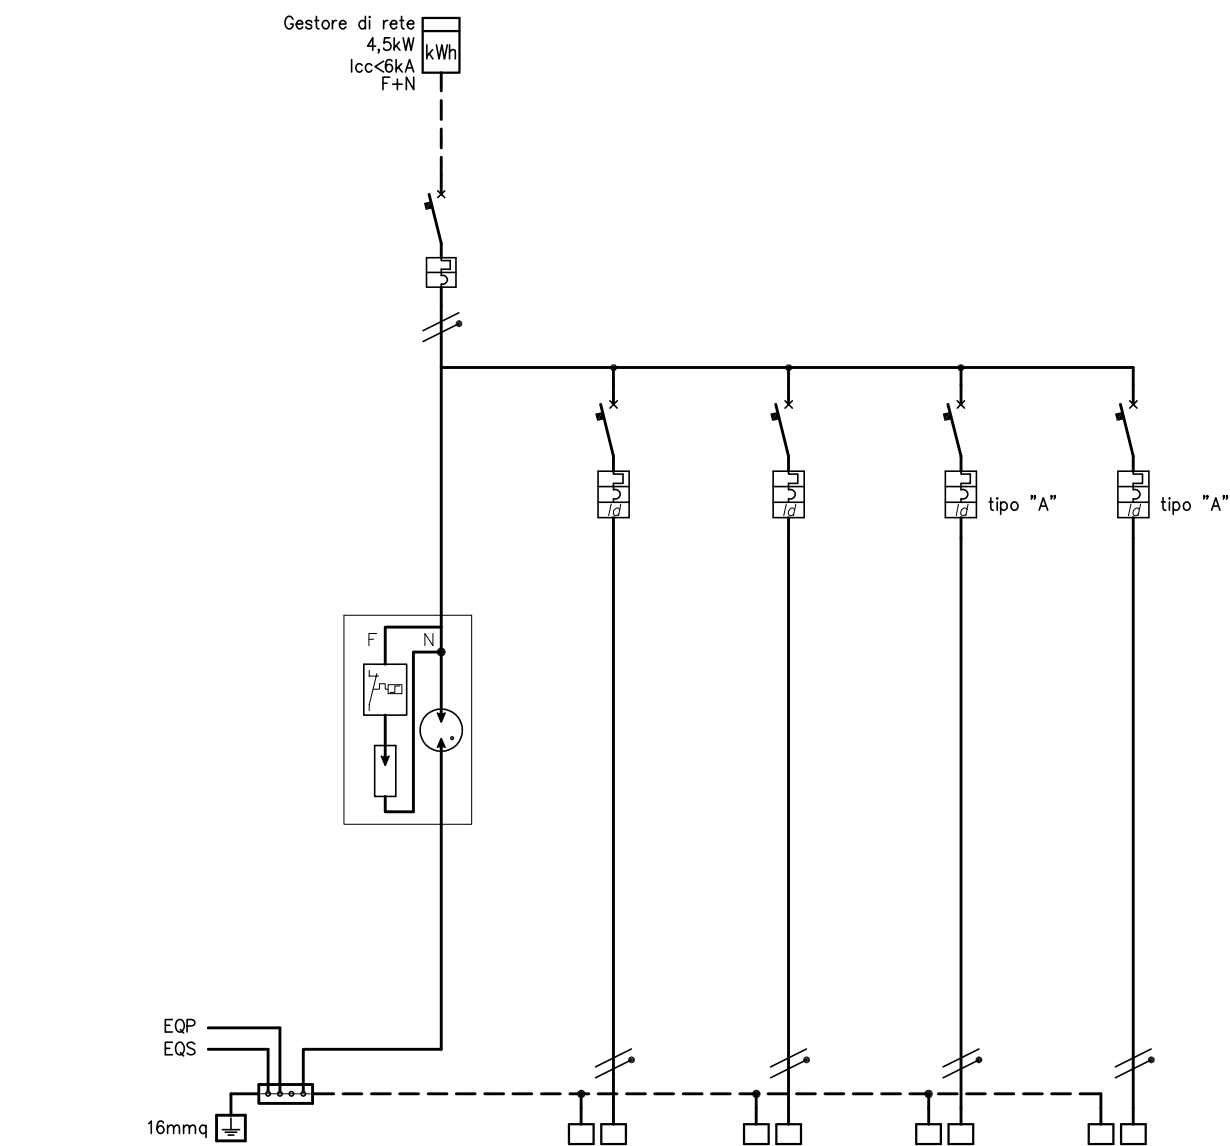 Gestore di rete
4,5kW
kWh
Icc<6kA
F+N
Id
Id
Id
tipo "A"
Id
tipo "A"
F
N
EQP
EQS
16mmq